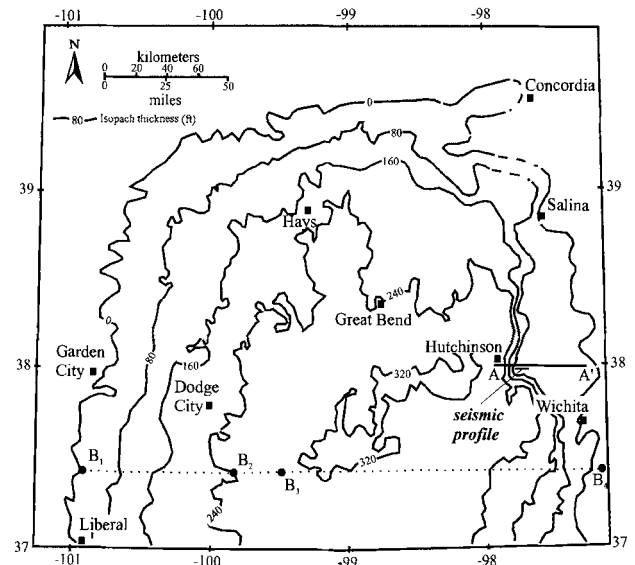 -101
-100
-99
-98
N
kilometers
0 20 40 60
0 25 50
miles
80 Isopach thickness (ft)
Concordia
0
80
160
39
39
Salina
Hays
240
Great Bend
0
Hutchinson
38
38
Garden
City
80
160
320
A
A'
Dodge
City
seismic
profile
Wichita
B1
B2
B3
320
B4
240
Liberal
37
37
-101
-100
-99
-98